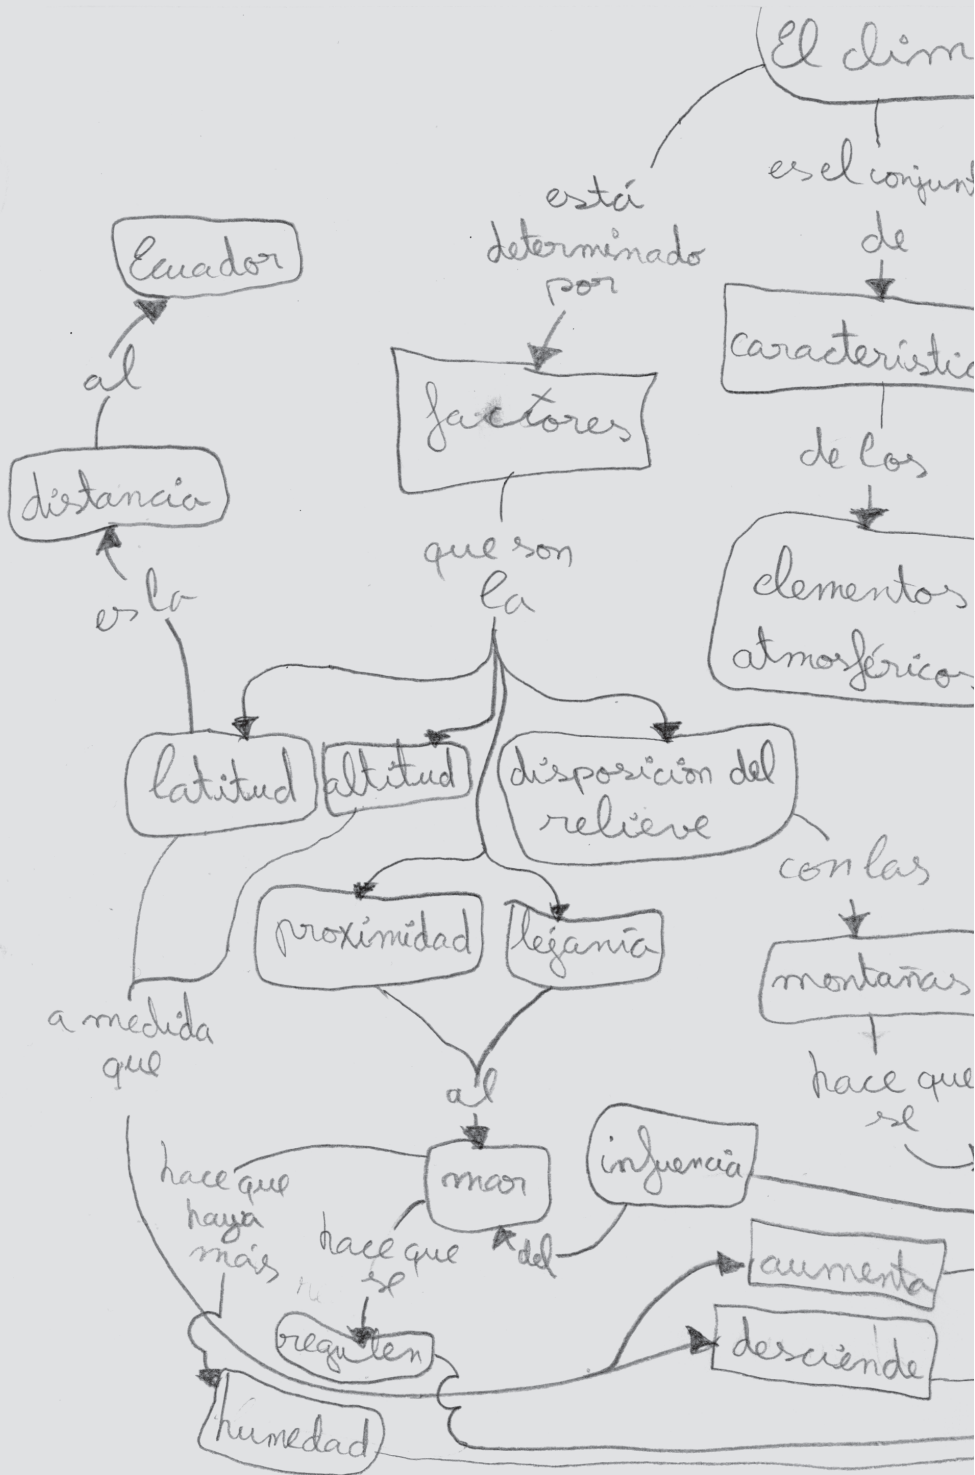 El clim
es el conjunt
de
característic
de los
elementos
atmosféricos
está
determinado
por
factores
que son
la
Ecuador
al
distancia
es la
latitud
altitud
disposición del
relieve
con las
montañas
hace que
se
proximidad
lejanía
a medida
que
al
mar
infuencia
del
hace que
haya
más
hace que
se
regulen
humedad
aumenta
desciende